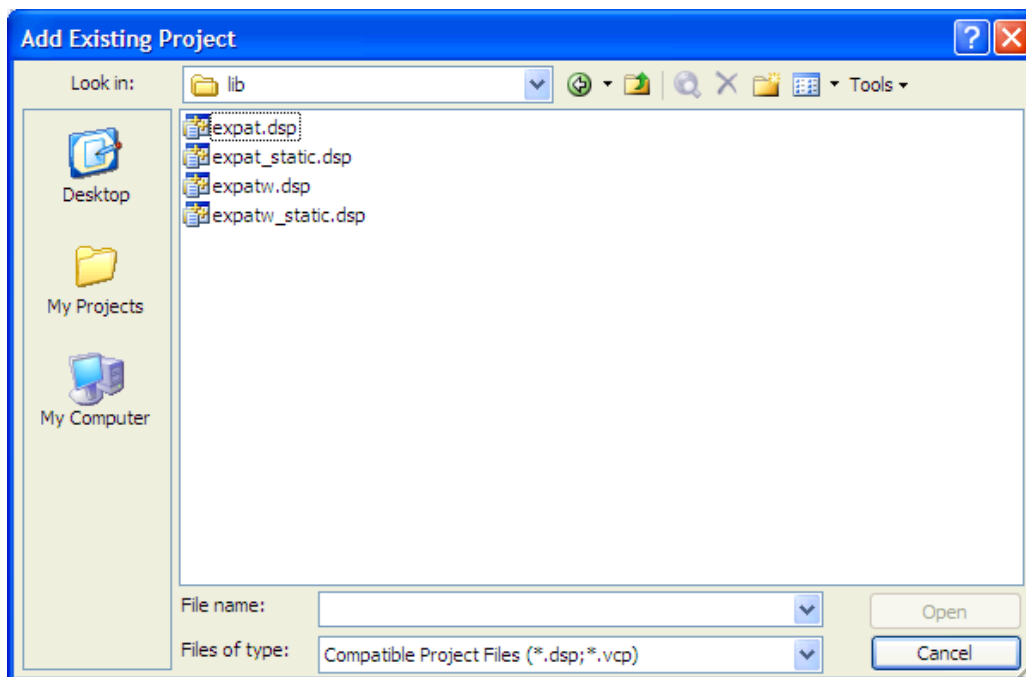 Add Existing Project
Look in:
lib
Tools
expat.dsp
expat_static.dsp
expatw.dsp
expatw_static.dsp
Desktop
My Projects
My Computer
File name:
Open
Files of type:
Compatible Project Files (*.dsp;*.vcp)
Cancel